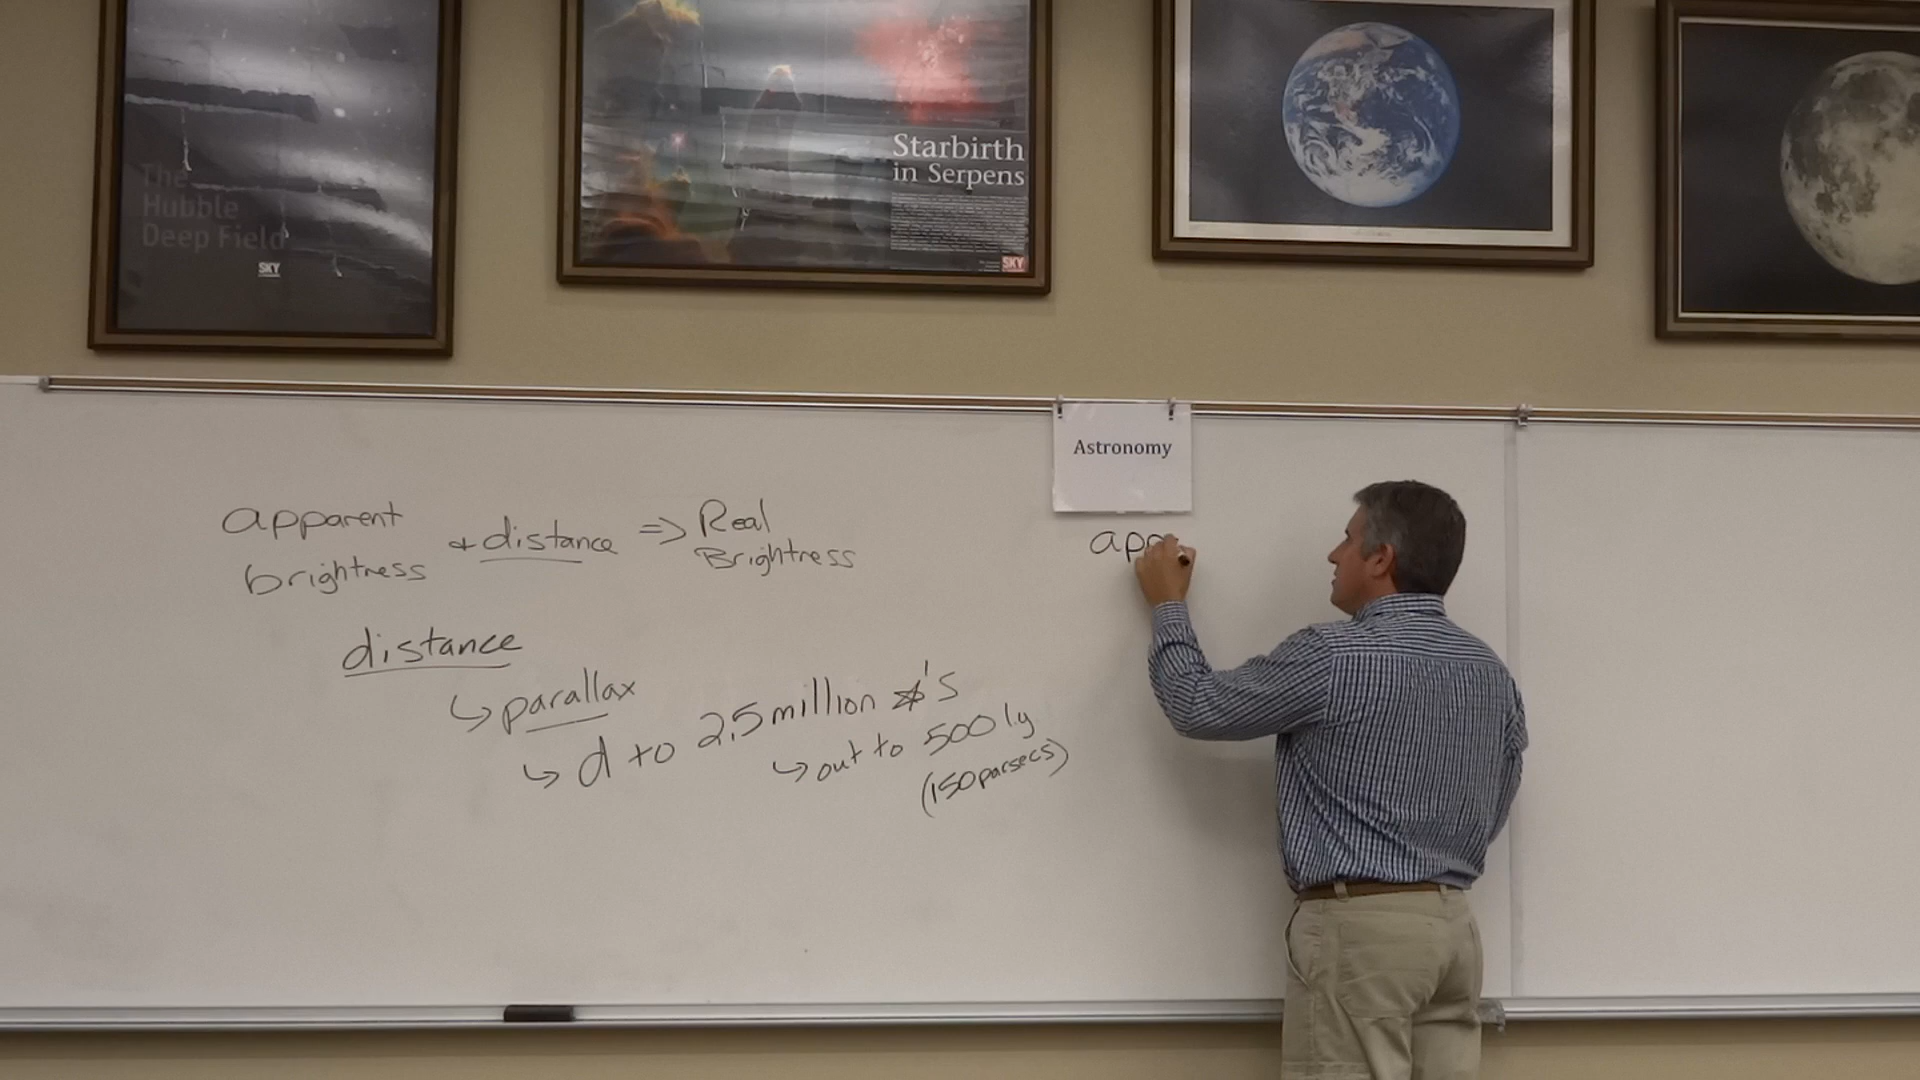 The
Hubble
Deep Field
SKY
Starbirth
in Serpens
SKY
Astronomy
apparent
brightness
+ distance ⇒ Real
Brightness
app
distance
↳ parallax
↳ d to 2.5 million ☆'s
↳ out to 500 ly
(150 parsecs)